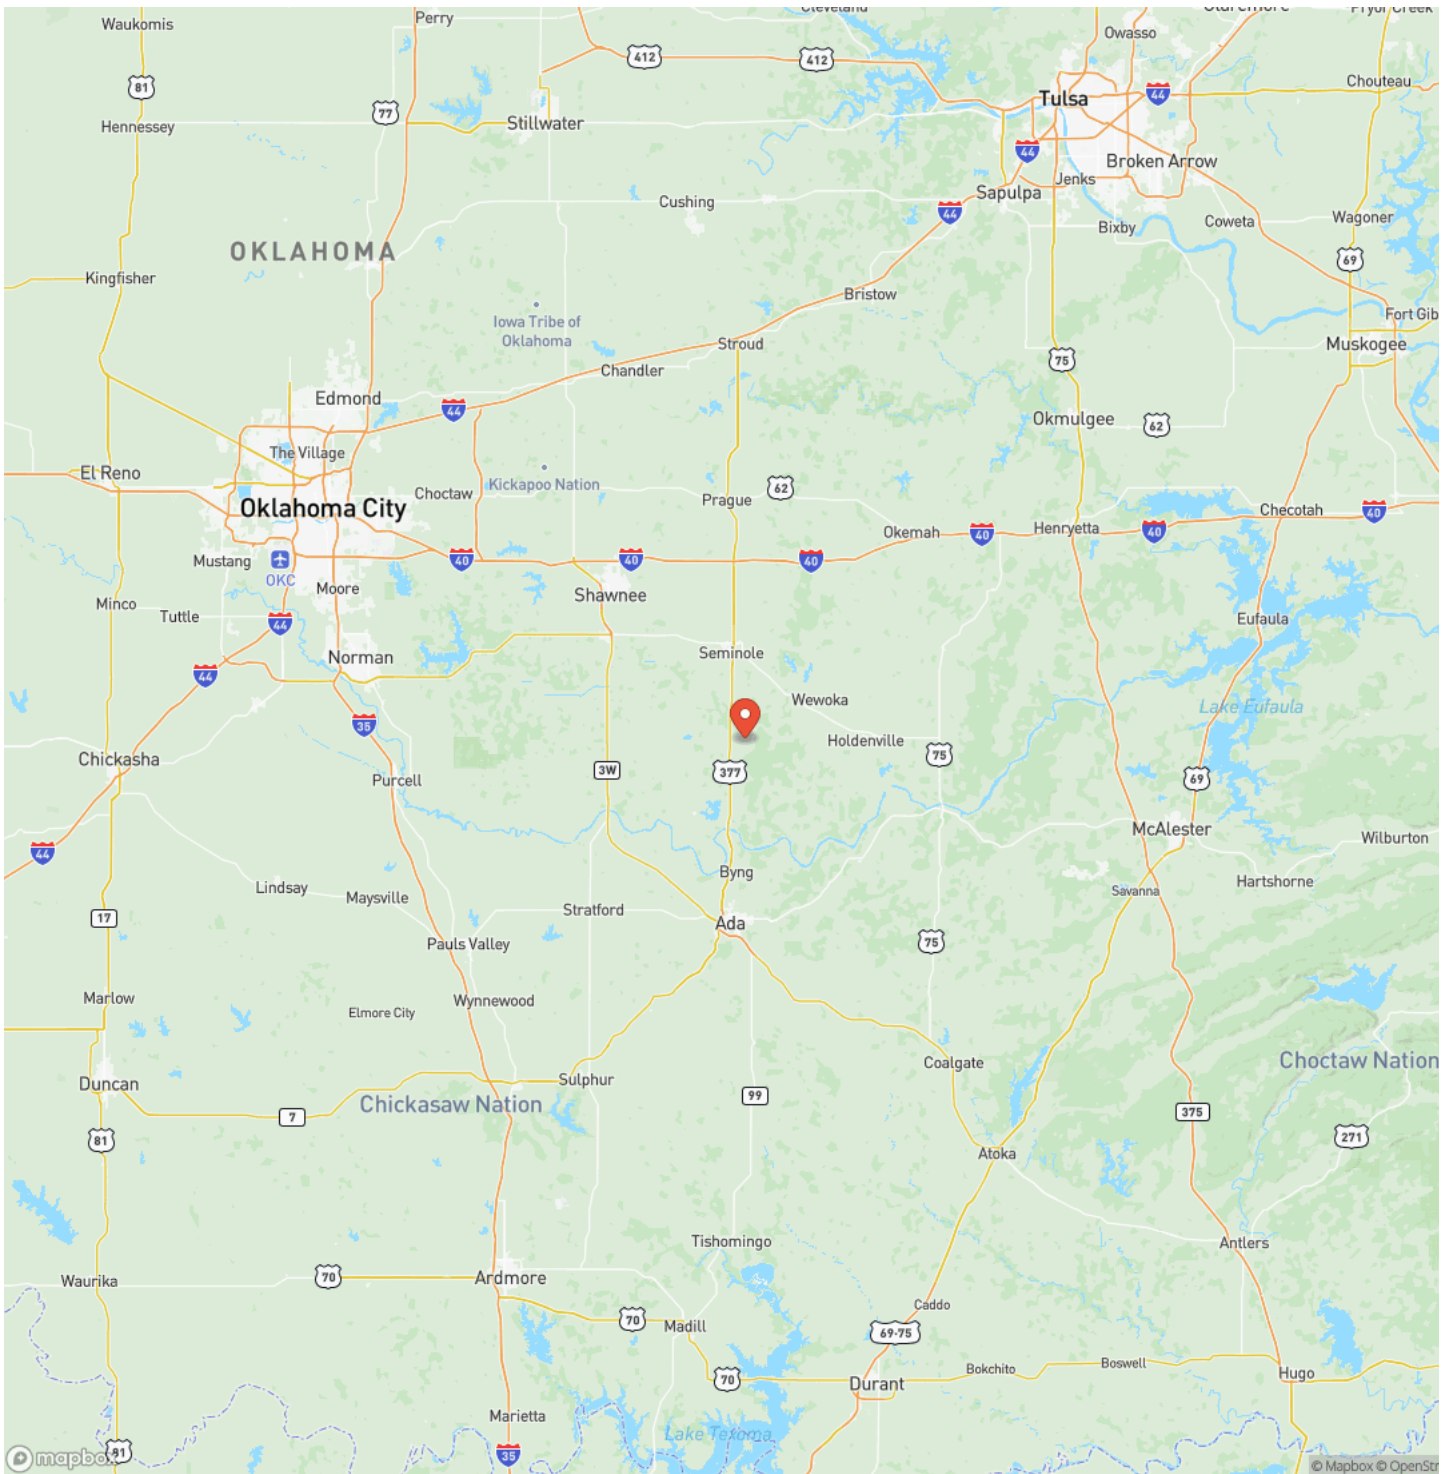 Waukomis
Perry
Cleveland
Claremore
Pryor Creek
Owasso
412
412
81
77
Hennessey
Stillwater
Tulsa
44
Chouteau
44
Broken Arrow
Jenks
Sapulpa
Cushing
44
Bixby
Coweta
Wagoner
OKLAHOMA
69
Kingfisher
Bristow
Iowa Tribe of
Oklahoma
Fort Gib
Stroud
Muskogee
75
Chandler
Edmond
44
Okmulgee
62
The Village
El Reno
Kickapoo Nation
Choctaw
62
Prague
Oklahoma City
Checotah
40
Okemah
40
Henryetta
40
Mustang
OKC
40
40
40
Moore
Shawnee
Minco
Tuttle
44
Eufaula
Norman
Seminole
44
Wewoka
Lake Eufaula
35
Holdenville
75
Chickasha
3W
377
Purcell
69
McAlester
Wilburton
44
Byng
Hartshorne
Lindsay
Maysville
Savanna
17
Stratford
Ada
Pauls Valley
75
Marlow
Wynnewood
Elmore City
Coalgate
Choctaw Nation
Duncan
Sulphur
99
Chickasaw Nation
7
375
81
271
Atoka
Tishomingo
Antlers
Waurika
70
Ardmore
Caddo
70
Madill
69-75
Bokchito
Boswell
70
Durant
Hugo
Marietta
Lake Texoma
mapbox
81
35
© Mapbox © OpenStr